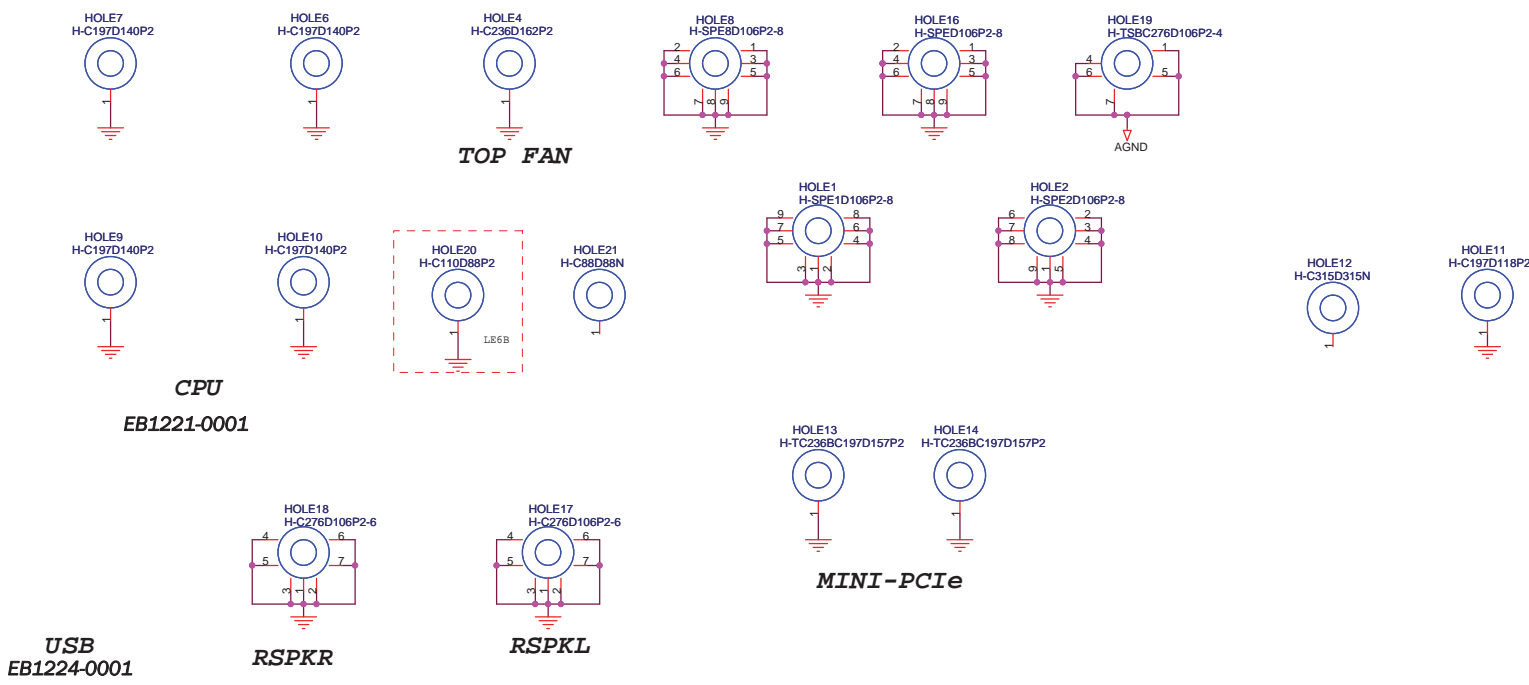 HOLE7
H-C197D140P2
1
HOLE6
H-C197D140P2
1
HOLE4
H-C236D162P2
1
TOP FAN
HOLE8
H-SPE8D106P2-8
2 1
4 3
6 5
7 8 9
HOLE16
H-SPED106P2-8
2 1
4 3
6 5
7 8 9
HOLE19
H-TSBC276D106P2-4
1
4
6 5
7
AGND
HOLE1
H-SPE1D106P2-8
9 8
7 6
5 4
3 1 2
HOLE2
H-SPE2D106P2-8
6 2
7 3
8 4
9 1 5
HOLE9
H-C197D140P2
1
HOLE10
H-C197D140P2
1
HOLE20
H-C110D88P2
1
LE6B
HOLE21
H-C88D88N
1
HOLE12
H-C315D315N
1
HOLE11
H-C197D118P2
1
CPU
EB1221-0001
HOLE13
H-TC236BC197D157P2
1
HOLE14
H-TC236BC197D157P2
1
MINI-PCIe
HOLE18
H-C276D106P2-6
4 6
5 7
3 1 2
HOLE17
H-C276D106P2-6
4 6
5 7
3 1 2
USB
EB1224-0001
RSPKR
RSPKL